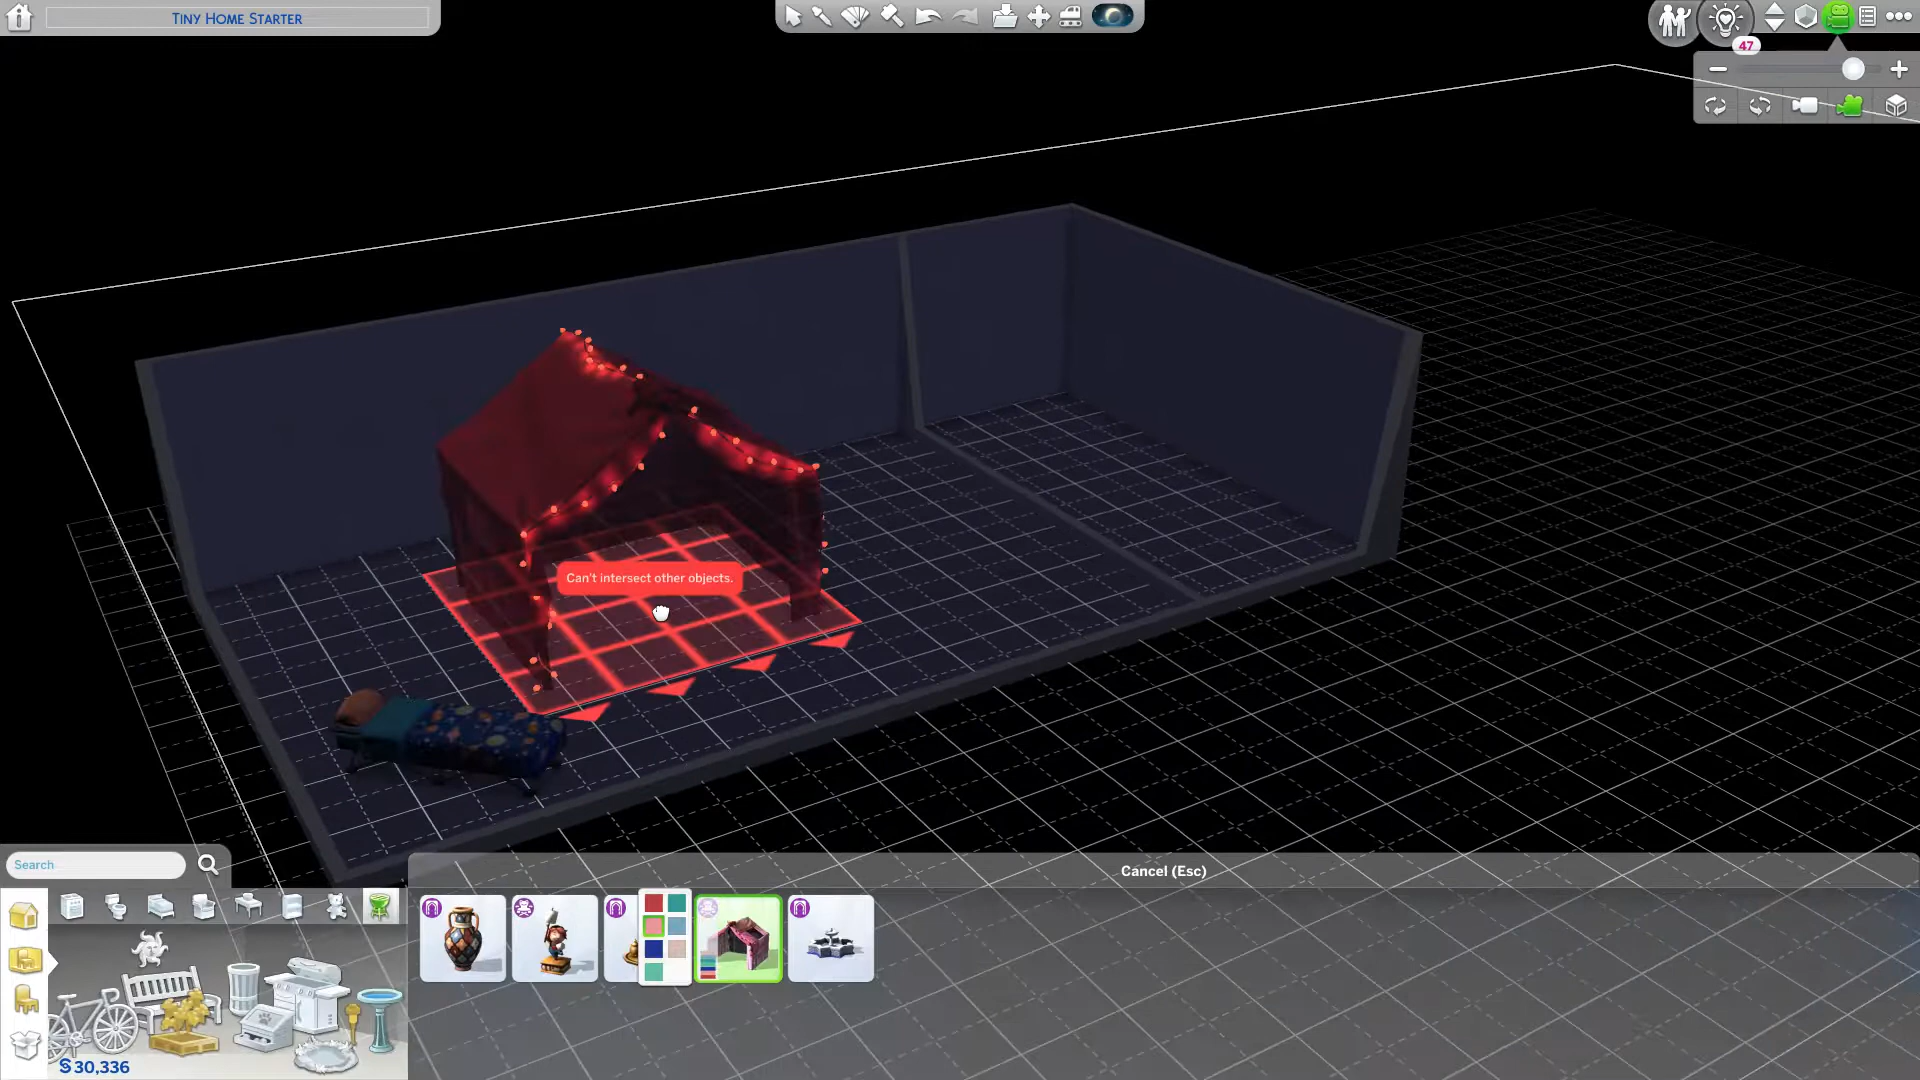 TINY HOME STARTER
47
Can't intersect other objects.
Search
Cancel (Esc)
§30,336